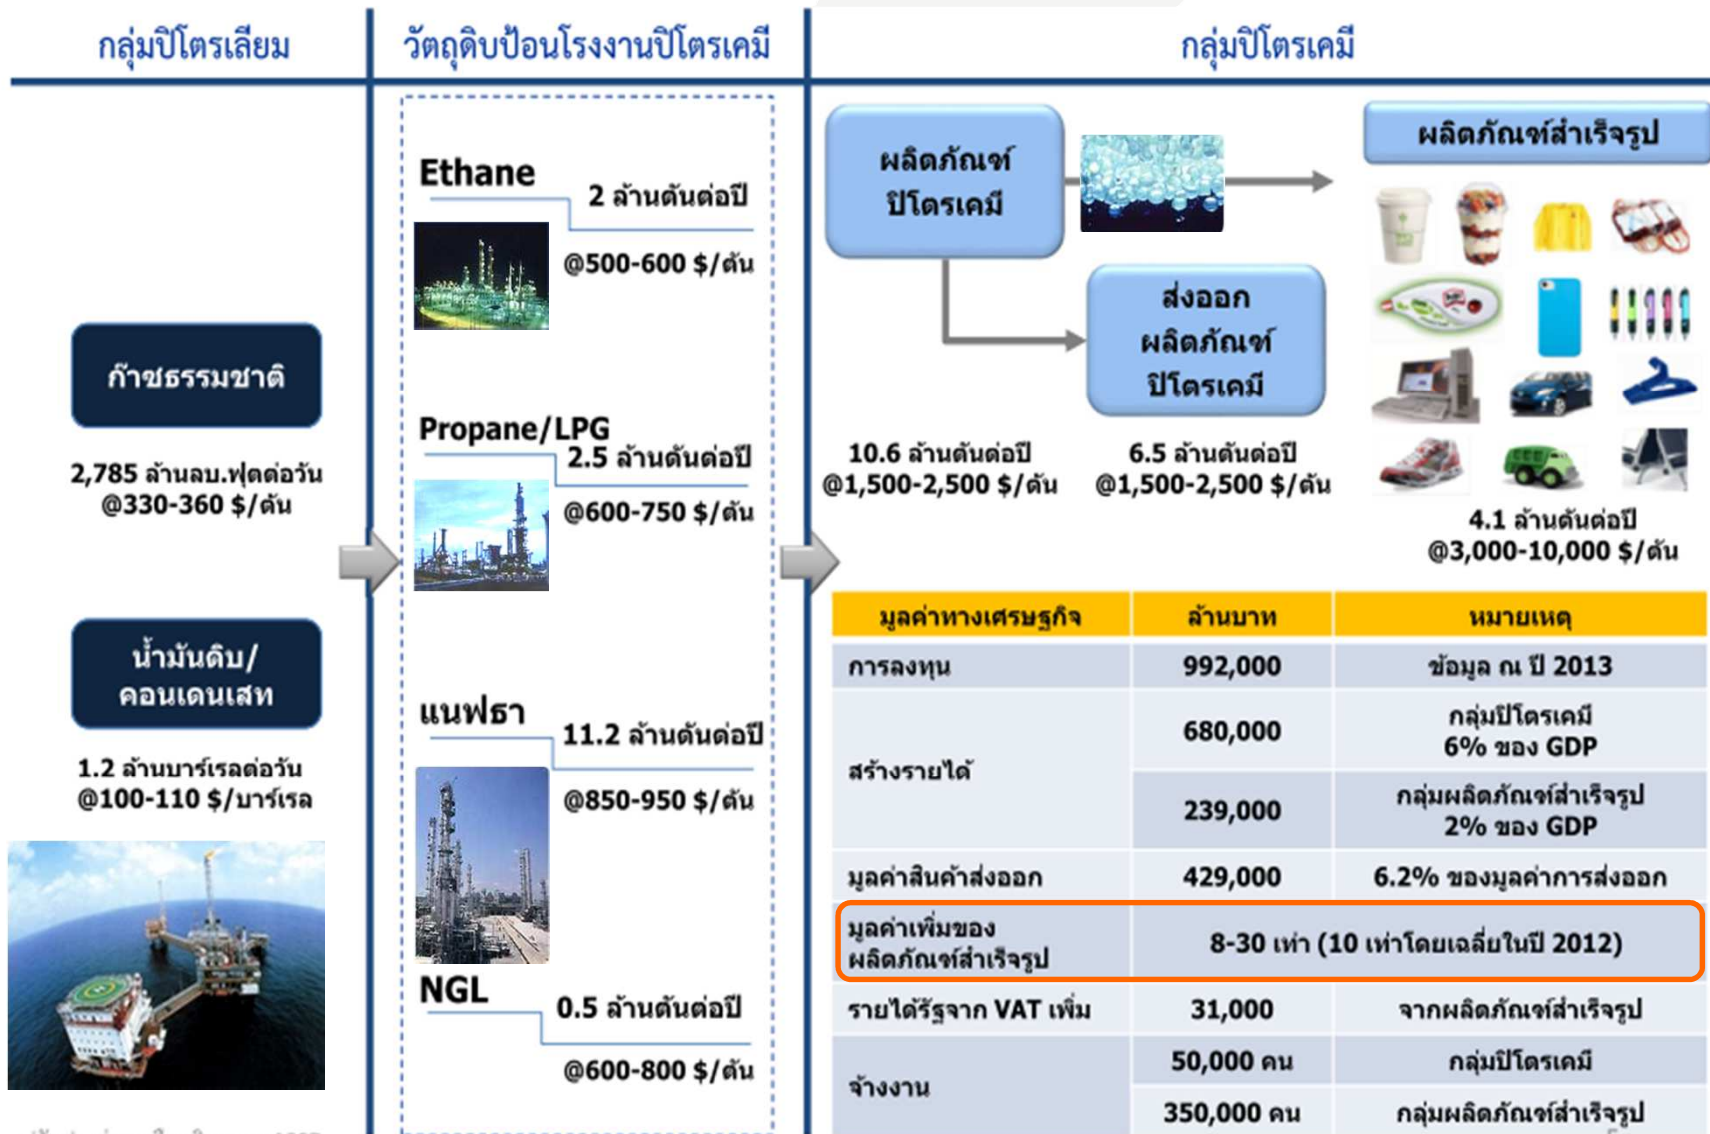 กลุ่มปิโตรเลียม
วัตถุดิบป้อนโรงงานปิโตรเคมี
กลุ่มปิโตรเคมี
ก๊าซธรรมชาติ
2,785 ล้านลบ.ฟุตต่อวัน
@330-360 $/ตัน
น้ำมันดิบ/
คอนเดนเสท
1.2 ล้านบาร์เรลต่อวัน
@100-110 $/บาร์เรล
Ethane
2 ล้านตันต่อปี
@500-600 $/ตัน
Propane/LPG
2.5 ล้านตันต่อปี
@600-750 $/ตัน
แนฟธา
11.2 ล้านตันต่อปี
@850-950 $/ตัน
NGL
0.5 ล้านตันต่อปี
@600-800 $/ตัน
ผลิตภัณฑ์
ปิโตรเคมี
ส่งออก
ผลิตภัณฑ์
ปิโตรเคมี
ผลิตภัณฑ์สำเร็จรูป
10.6 ล้านตันต่อปี
@1,500-2,500 $/ตัน
6.5 ล้านตันต่อปี
@1,500-2,500 $/ตัน
4.1 ล้านตันต่อปี
@3,000-10,000 $/ตัน
มูลค่าทางเศรษฐกิจ ล้านบาท หมายเหตุ
การลงทุน 992,000 ข้อมูล ณ ปี 2013
สร้างรายได้
680,000
กลุ่มปิโตรเคมี
6% ของ GDP
239,000
กลุ่มผลิตภัณฑ์สำเร็จรูป
2% ของ GDP
มูลค่าสินค้าส่งออก 429,000 6.2% ของมูลค่าการส่งออก
มูลค่าเพิ่มของ
ผลิตภัณฑ์สำเร็จรูป
8-30 เท่า (10 เท่าโดยเฉลี่ยในปี 2012)
รายได้รัฐจาก VAT เพิ่ม 31,000 จากผลิตภัณฑ์สำเร็จรูป
จ้างงาน
50,000 คน กลุ่มปิโตรเคมี
350,000 คน กลุ่มผลิตภัณฑ์สำเร็จรูป